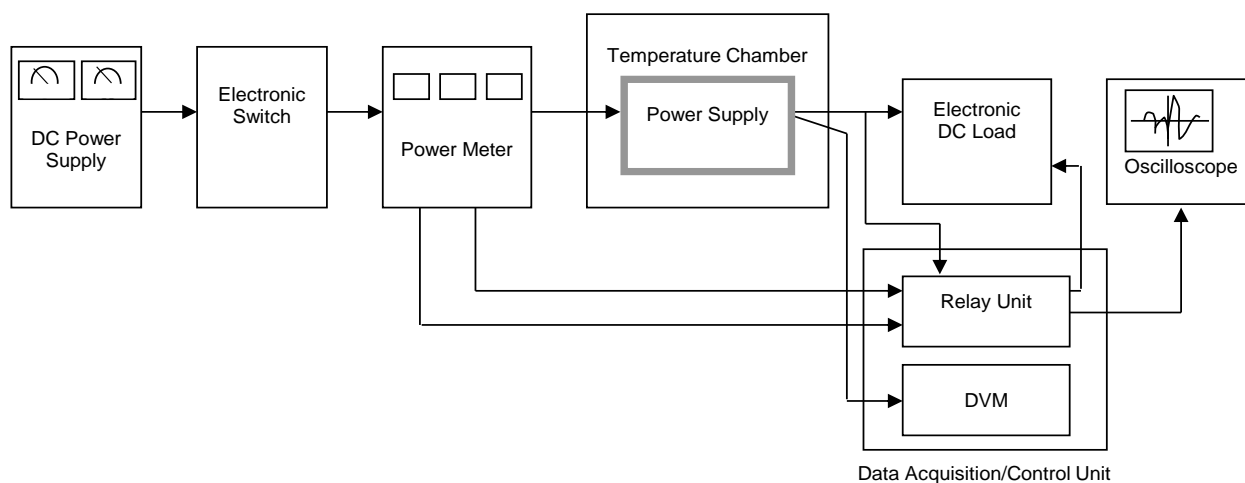 DC Power
Supply
Electronic
Switch
Power Meter
Temperature Chamber
Power Supply
Electronic
DC Load
Oscilloscope
Relay Unit
DVM
Data Acquisition/Control Unit